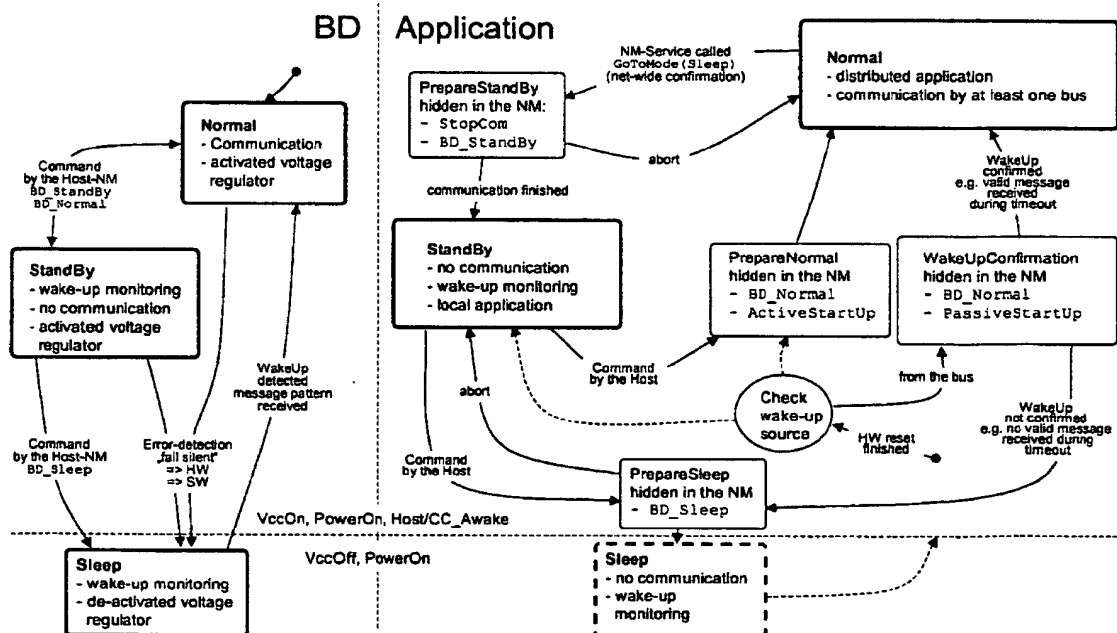 BD
Application
Normal
- Communication
- activated voltage
regulator
Command
by the Host-NM
BD_StandBy
BD_Normal
StandBy
- wake-up monitoring
- no communication
- activated voltage
regulator
WakeUp
detected
message pattern
received
Command
by the Host-NM
BD_Sleep
Error-detection
„fail silent“
=> HW
=> SW
Sleep
- wake-up monitoring
- de-activated voltage
regulator
NM-Service called
GoToMode(Sleep)
(net-wide confirmation)
Normal
- distributed application
- communication by at least one bus
PrepareStandBy
hidden in the NM:
- StopCom
- BD_StandBy
abort
communication finished
WakeUp
confirmed
e.g. valid message
received
during timeout
StandBy
- no communication
- wake-up monitoring
- local application
PrepareNormal
hidden in the NM
- BD_Normal
- ActiveStartUp
WakeUpConfirmation
hidden in the NM
- BD_Normal
- PassiveStartUp
Command
by the Host
abort
from the bus
Check
wake-up
source
HW reset
finished
WakeUp
not confirmed
e.g. no valid message
received during
timeout
Command
by the Host
PrepareSleep
hidden in the NM
- BD_Sleep
VccOn, PowerOn, Host/CC_Awake
VccOff, PowerOn
Sleep
- no communication
- wake-up
monitoring